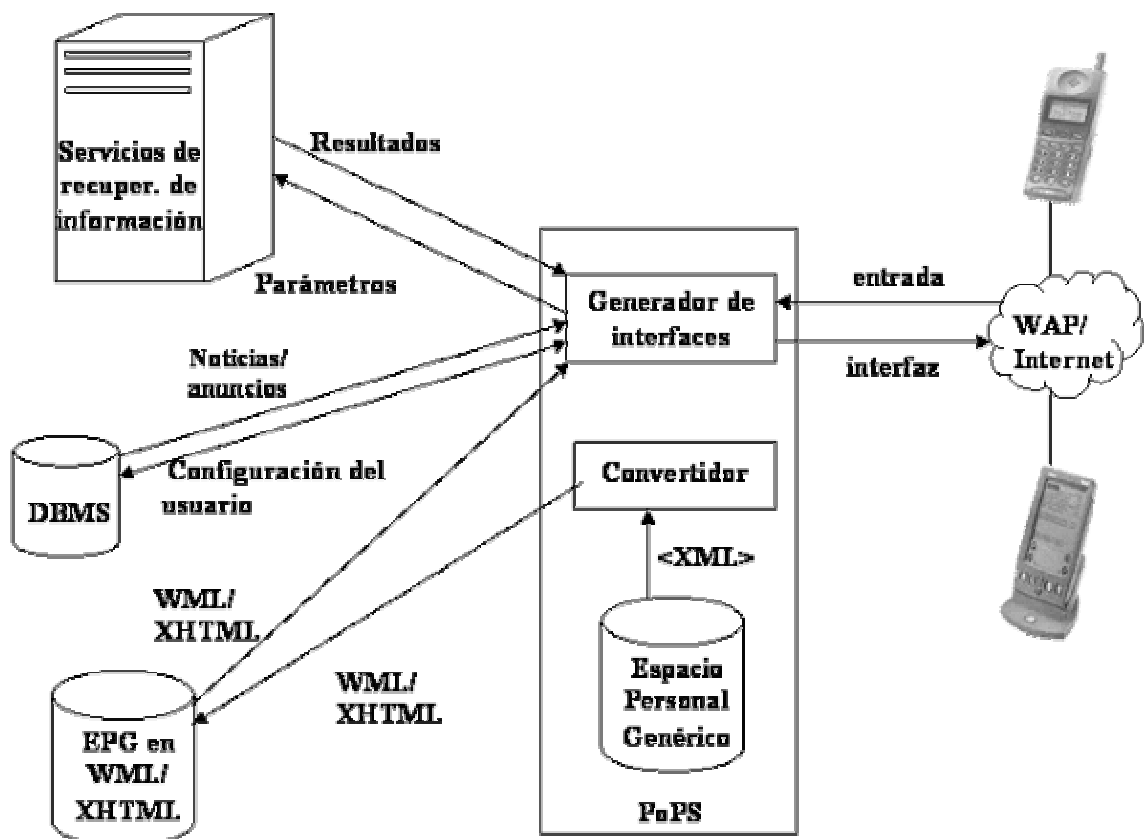 Servicios de
recuper. de
información
Resultados
Parámetros
Noticias/
anuncios
Configuración del
usuario
DBMS
WML/
XHTML
WML/
XHTML
EPG en
WML/
XHTML
Generador de
interfaces
Convertidor
<XML>
Espacio
Personal
Genérico
PoPS
entrada
interfaz
WAP/
Internet